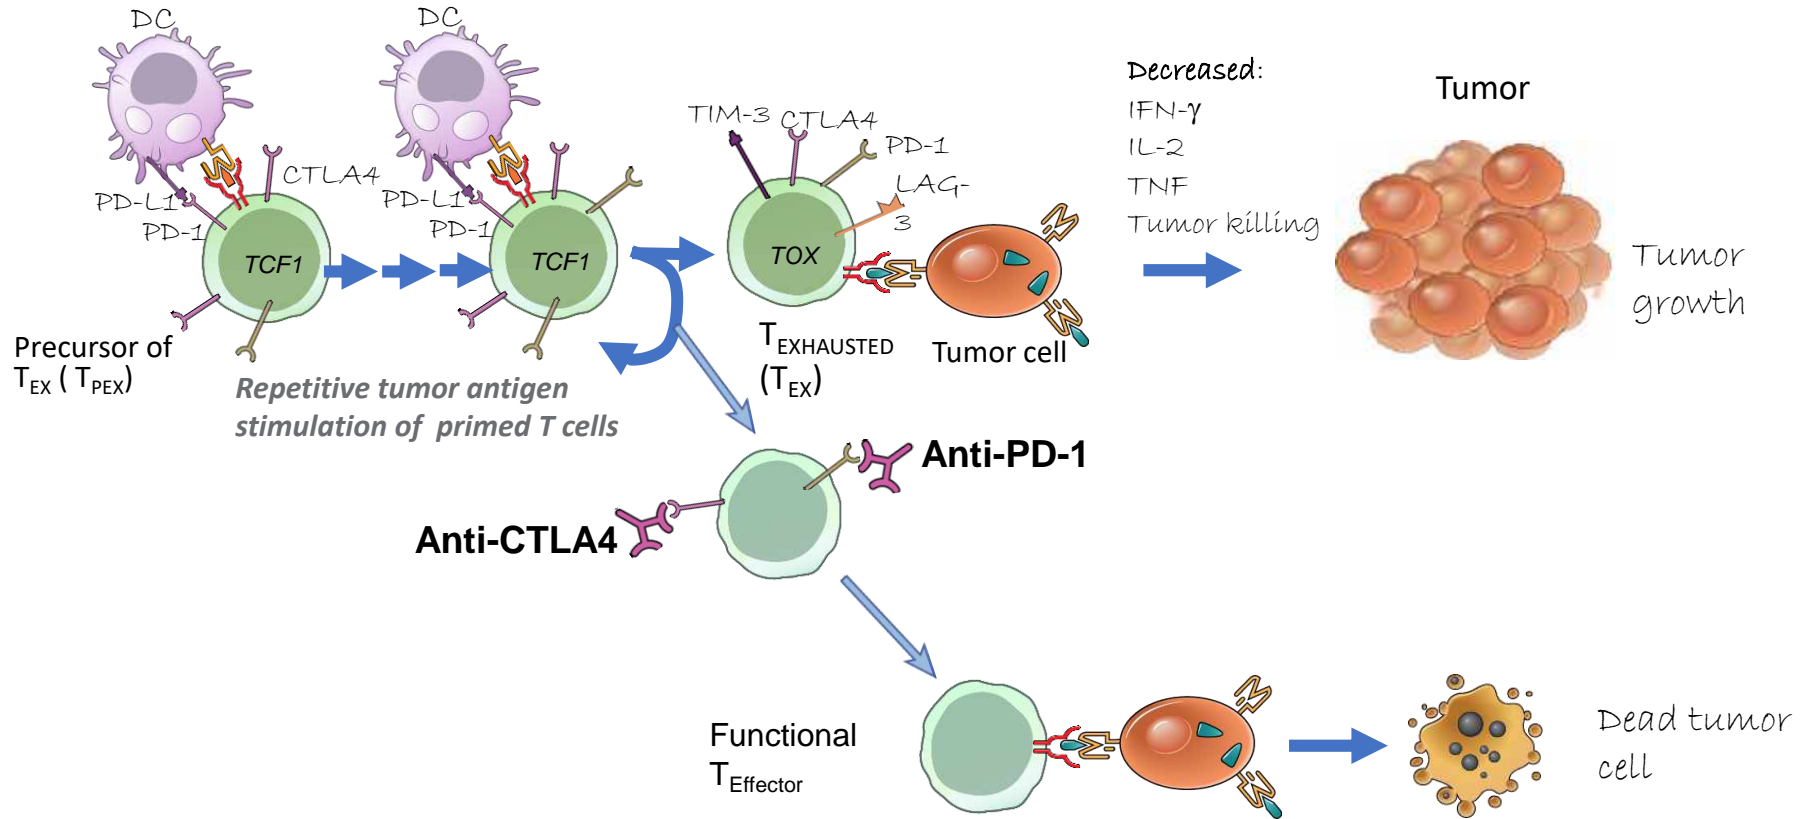 DC
DC
PD-L1
PD-1
CTLA4
TCF1
PD-L1
PD-1
TCF1
Precursor of
TEX ( TPEX)
Repetitive tumor antigen
stimulation of primed T cells
TIM-3
CTLA4
PD-1
LAG-
3
TOX
TEXHAUSTED
(TEX)
Tumor cell
Decreased:
IFN-γ
IL-2
TNF
Tumor killing
Tumor
Tumor
growth
Anti-PD-1
Anti-CTLA4
Functional
TEffector
Dead tumor
cell